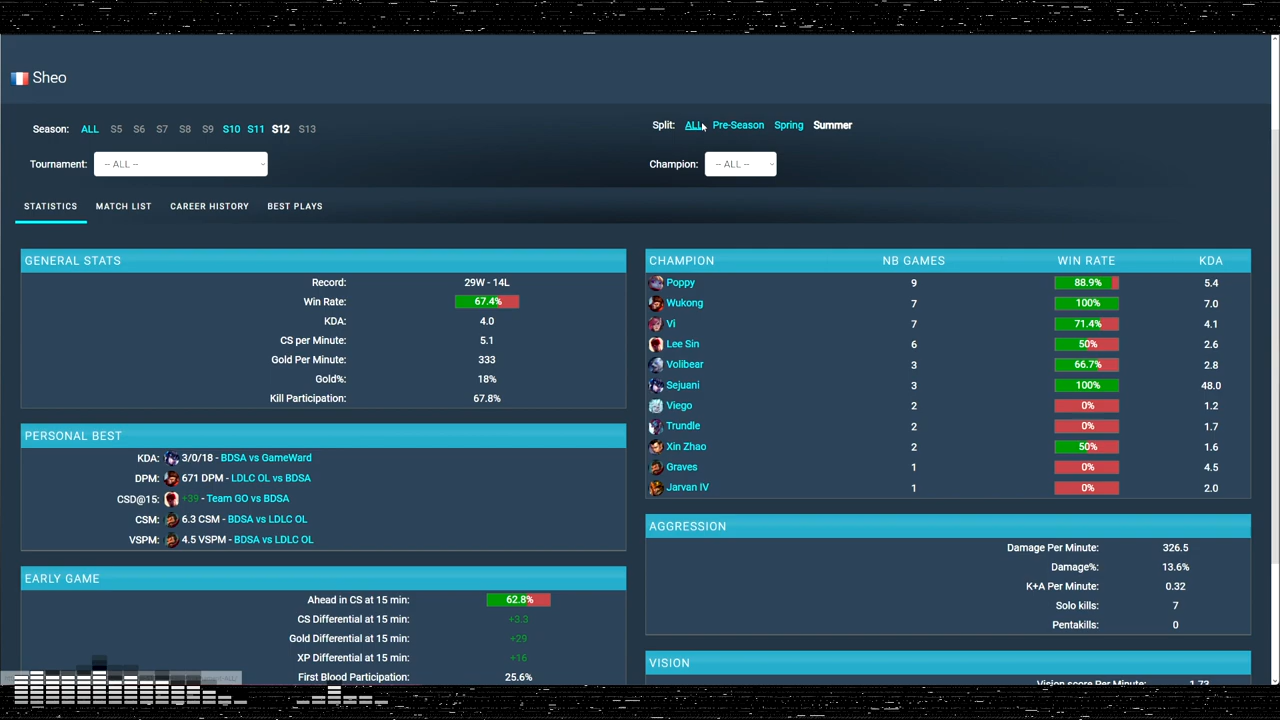 Sheo
Season: ALL S5 S6 S7 S8 S9 S10 S11 S12 S13
Split: ALL Pre-Season Spring Summer
Tournament: -- ALL --
Champion: -- ALL --
STATISTICS MATCH LIST CAREER HISTORY BEST PLAYS
GENERAL STATS
Record: 29W - 14L
Win Rate: 67.4%
KDA: 4.0
CS per Minute: 5.1
Gold Per Minute: 333
Gold%: 18%
Kill Participation: 67.8%
PERSONAL BEST
KDA: 3/0/18 - BDSA vs GameWard
DPM: 671 DPM - LDLC OL vs BDSA
CSD@15: +39 - Team GO vs BDSA
CSM: 6.3 CSM - BDSA vs LDLC OL
VSPM: 4.5 VSPM - BDSA vs LDLC OL
EARLY GAME
Ahead in CS at 15 min: 62.8%
CS Differential at 15 min: +3.3
Gold Differential at 15 min: +29
XP Differential at 15 min: +16
First Blood Participation: 25.6%
CHAMPION NB GAMES WIN RATE KDA
Poppy 9 88.9% 5.4
Wukong 7 100% 7.0
Vi 7 71.4% 4.1
Lee Sin 6 50% 2.6
Volibear 3 66.7% 2.8
Sejuani 3 100% 48.0
Viego 2 0% 1.2
Trundle 2 0% 1.7
Xin Zhao 2 50% 1.6
Graves 1 0% 4.5
Jarvan IV 1 0% 2.0
AGGRESSION
Damage Per Minute: 326.5
Damage%: 13.6%
K+A Per Minute: 0.32
Solo kills: 7
Pentakills: 0
VISION
Vision score Per Minute: 1.73